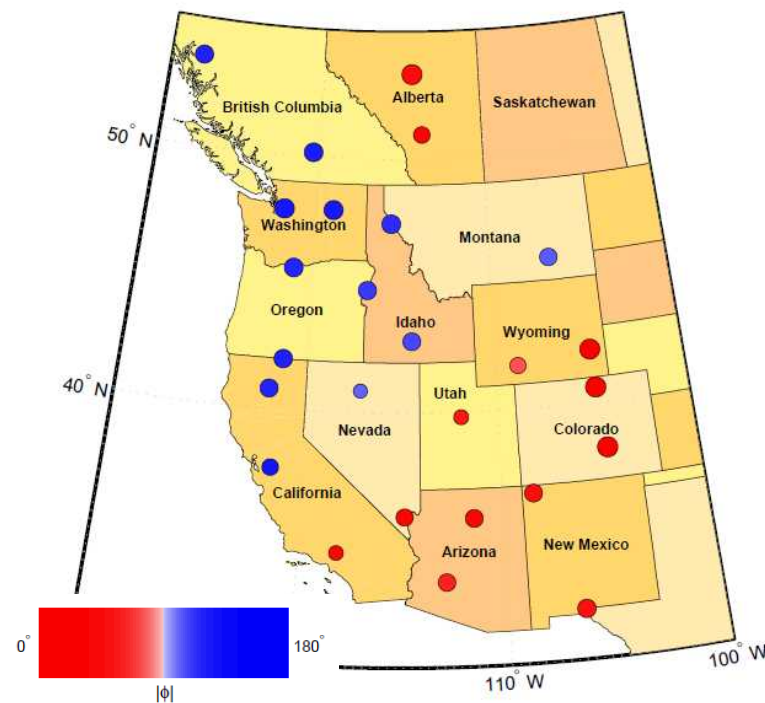 British Columbia
Alberta
Saskatchewan
50° N
Washington
Montana
Oregon
Idaho
Wyoming
40° N
Utah
Nevada
Colorado
California
Arizona
New Mexico
0°
180°
|ϕ|
110° W
100° W